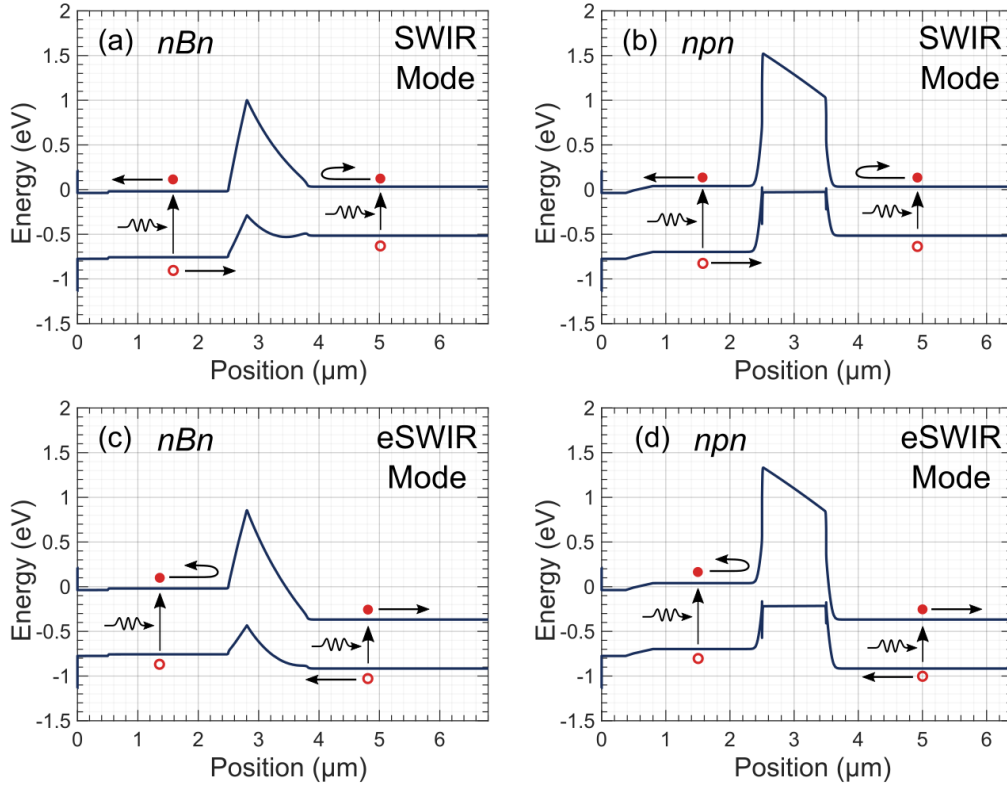 (a) nBn SWIR
Mode
2
1.5
1
0.5
0
-0.5
-1
-1.5
Energy (eV)
0 1 2 3 4 5 6
Position (μm)
(b) npn SWIR
Mode
2
1.5
1
0.5
0
-0.5
-1
-1.5
Energy (eV)
0 1 2 3 4 5 6
Position (μm)
(c) nBn eSWIR
Mode
2
1.5
1
0.5
0
-0.5
-1
-1.5
Energy (eV)
0 1 2 3 4 5 6
Position (μm)
(d) npn eSWIR
Mode
2
1.5
1
0.5
0
-0.5
-1
-1.5
Energy (eV)
0 1 2 3 4 5 6
Position (μm)